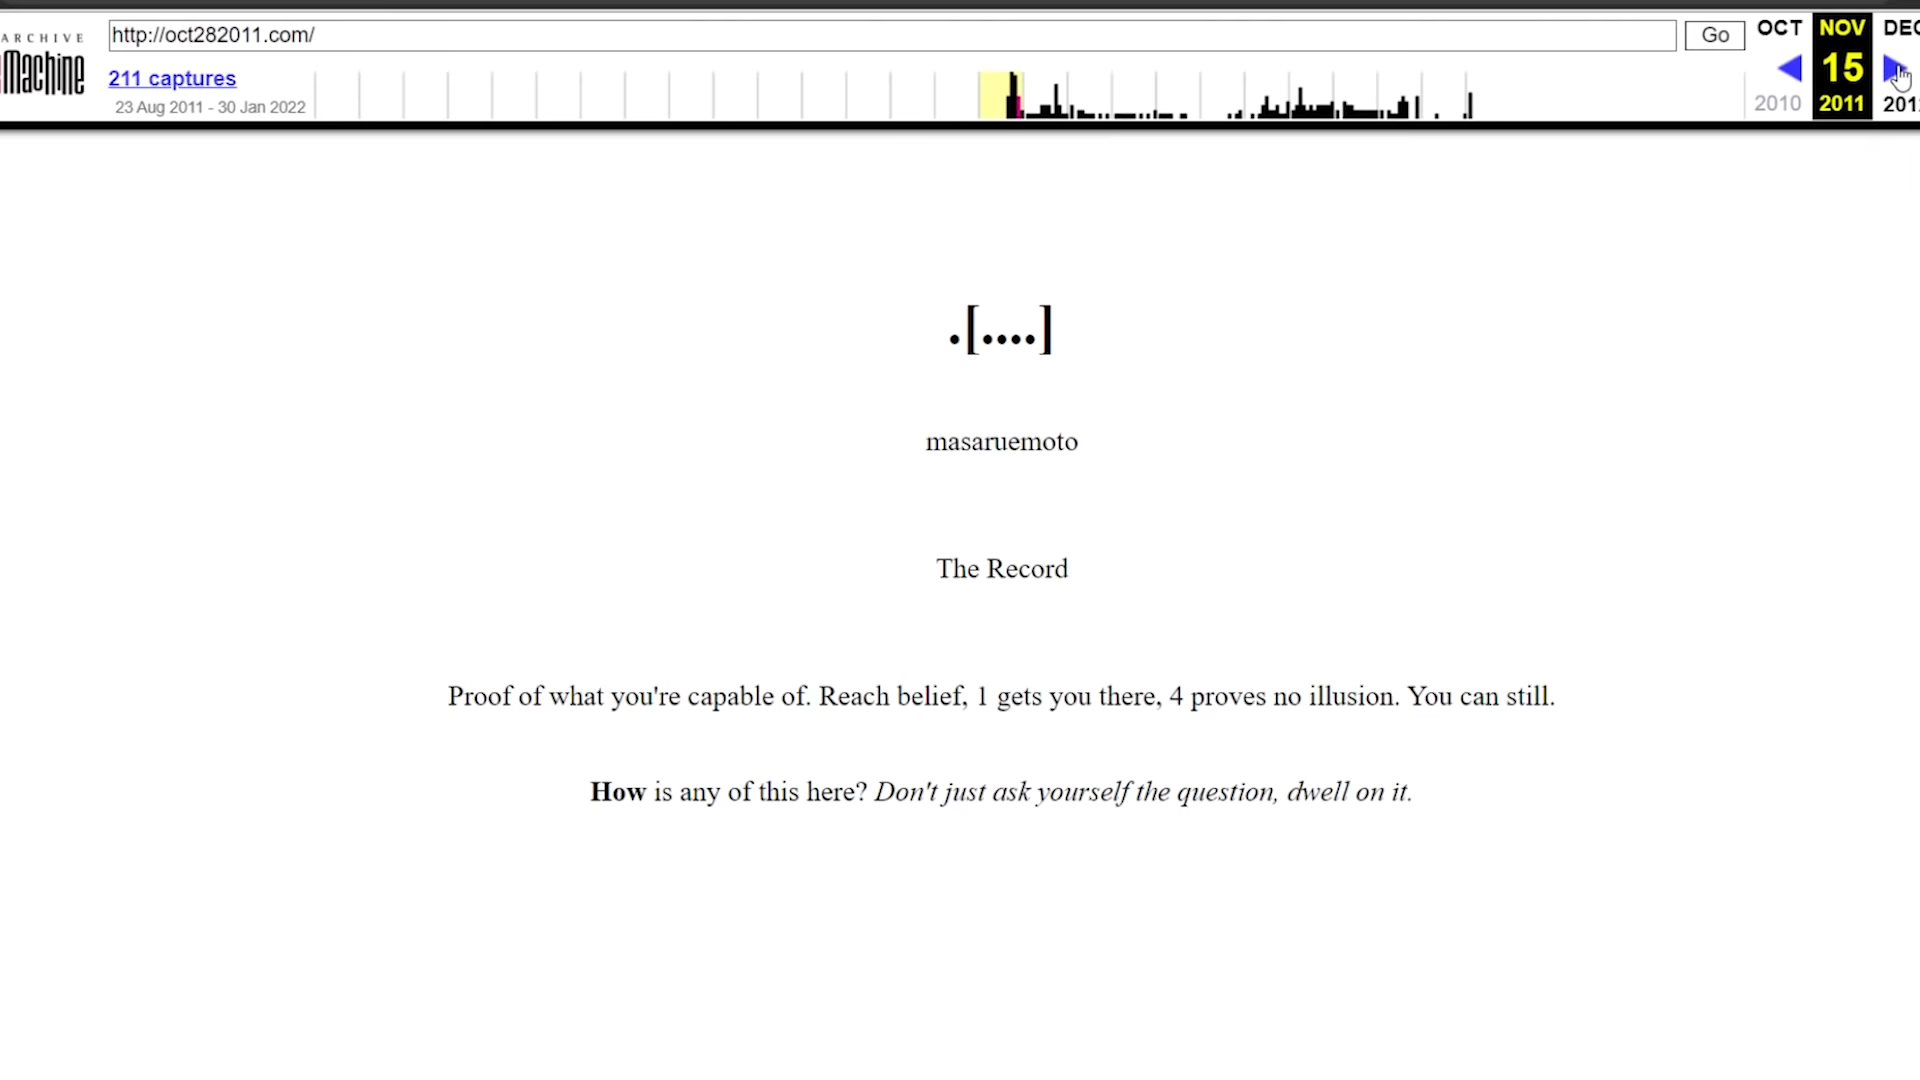 ARCHIVE
Machine
http://oct282011.com/
Go
OCT NOV DEC
211 captures
15
23 Aug 2011 - 30 Jan 2022
2010 2011
.[....]
masaruemoto
The Record
Proof of what you're capable of. Reach belief, 1 gets you there, 4 proves no illusion. You can still.
How is any of this here? Don't just ask yourself the question, dwell on it.